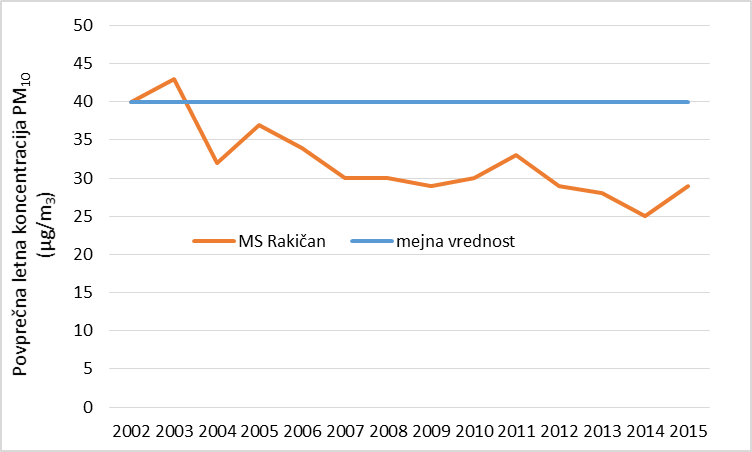 Povprečna letna koncentracija PM10
(µg/m3)
50
45
40
35
30
25
20
15
10
5
0
MS Rakičan
mejna vrednost
2002 2003 2004 2005 2006 2007 2008 2009 2010 2011 2012 2013 2014 2015